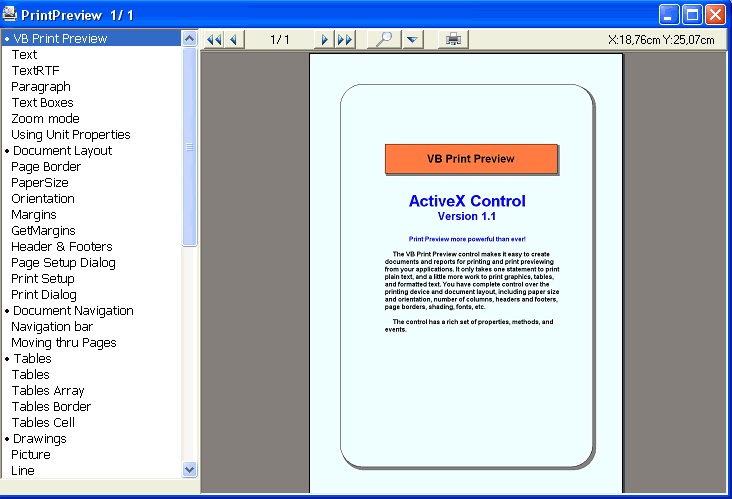 PrintPreview 1/ 1
1/ 1
X:18,76cm Y:25,07cm
• VB Print Preview
Text
TextRTF
Paragraph
Text Boxes
Zoom mode
Using Unit Properties
• Document Layout
Page Border
PaperSize
Orientation
Margins
GetMargins
Header & Footers
Page Setup Dialog
Print Setup
Print Dialog
• Document Navigation
Navigation bar
Moving thru Pages
• Tables
Tables
Tables Array
Tables Border
Tables Cell
• Drawings
Picture
Line
VB Print Preview
ActiveX Control
Version 1.1
Print Preview more powerful than ever!
The VB Print Preview control makes it easy to create
documents and reports for printing and print previewing
from your applications. It only takes one statement to print
plain text, and a little more work to print graphics, tables,
and formatted text. You have complete control over the
printing device and document layout, including paper size
and orientation, number of columns, headers and footers,
page borders, shading, fonts, etc.
The control has a rich set of properties, methods, and
events.